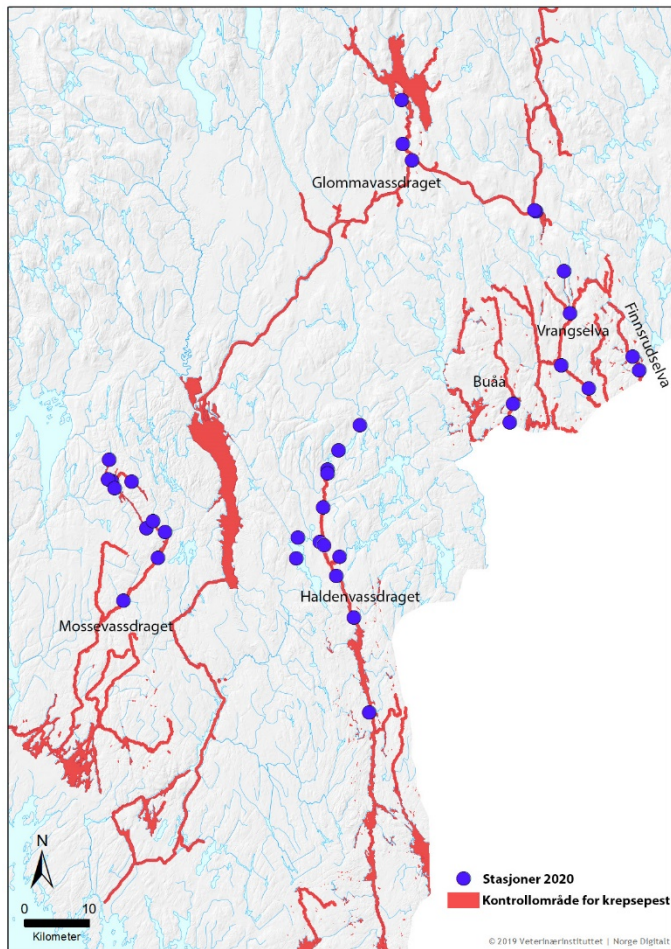 Glommavassdraget
Vrangselva
Finnsrudselva
Buåa
Haldenvassdraget
Mossevassdraget
N
0 10
Kilometer
Stasjoner 2020
Kontrollområde for krepsepest
© 2019 Veterinærinstituttet | Norge Digitalt